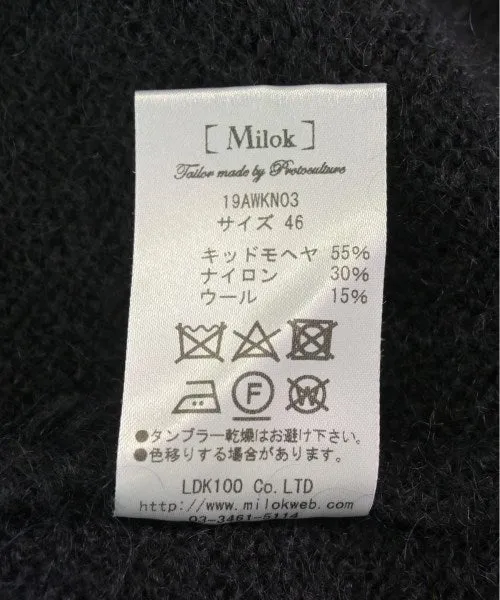 [ Milok ]
Tailor made by Protoculture
19AWKN03
サイズ 46
キッドモヘヤ 55%
ナイロン 30%
ウール 15%
F W
●タンブラー乾燥はお避け下さい。
●色移りする場合があります。
LDK100 Co.LTD
http://www.milokweb.com
03-3461-5114